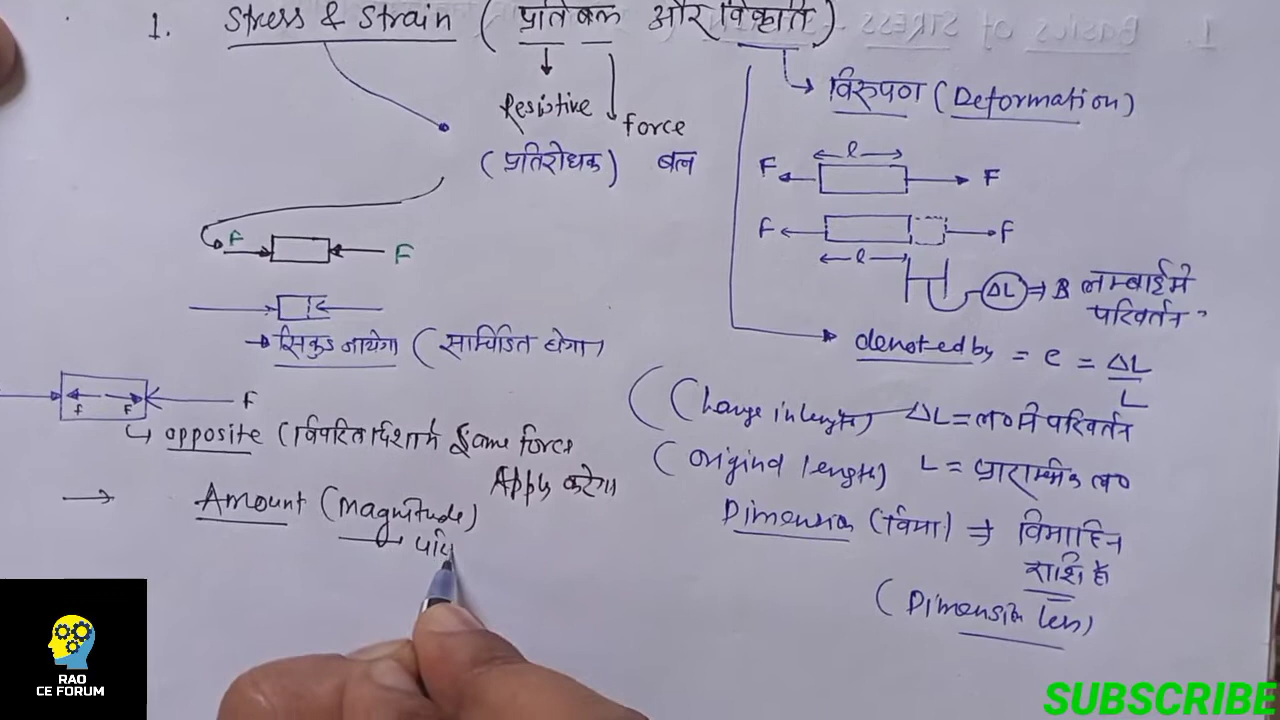 1. Stress & Strain (प्रतिबल और विकृति)
Resistive force
(प्रतिरोधक) बल
विरुपण (Deformation)
l
F F
F F
l
ΔL ⇒ लम्बाई में
परिवर्तन
F F
सिकुड़ जायेगा (
denoted by = e = ΔL
L
F
f F
opposite (विपरित दिशा में same force
Apply करेगा
(Change in length) ΔL = ल० में परिवर्तन
(original length) L = प्रारम्भिक ल०
Amount (Magnitude)
Dimension (विमा) ⇒ विमाहिन
राशि है
(Dimension less)
RAO
CE FORUM
SUBSCRIBE